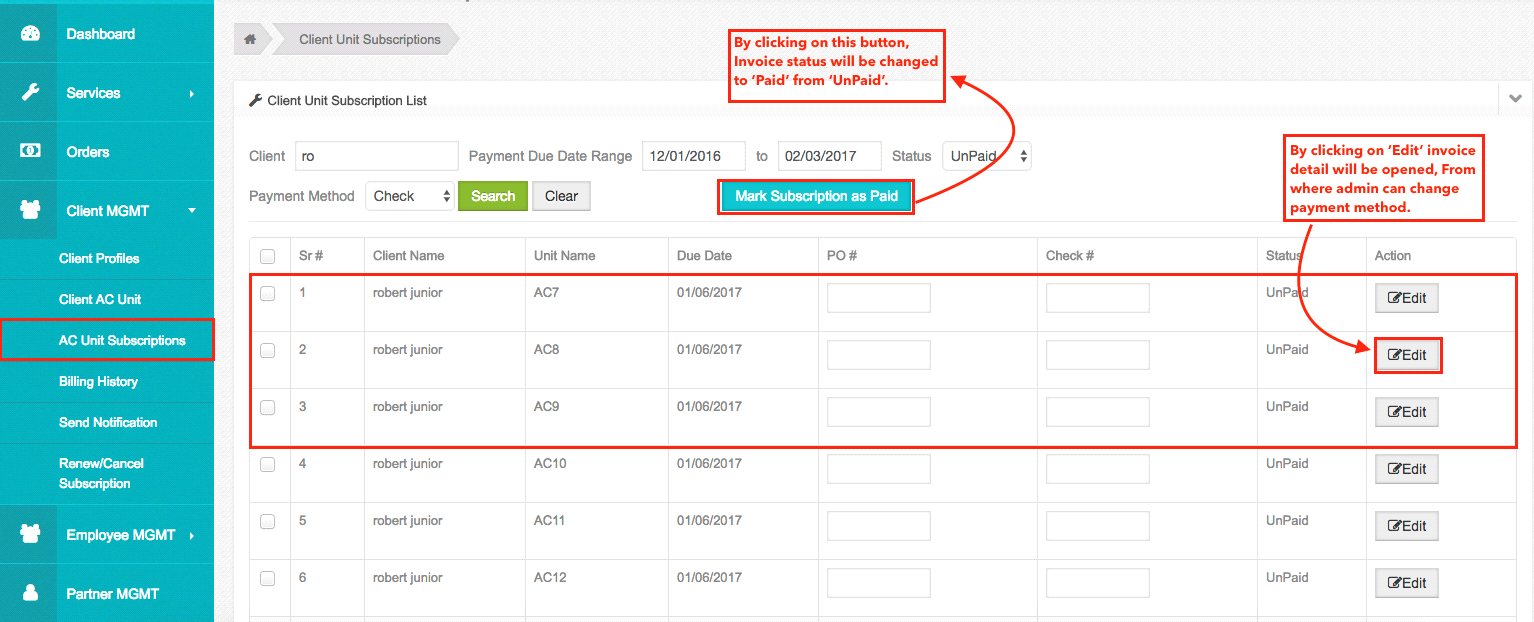 Dashboard
Services
Orders
Client MGMT
Client Profiles
Client AC Unit
AC Unit Subscriptions
Billing History
Send Notification
Renew/Cancel
Subscription
Employee MGMT
Partner MGMT
Client Unit Subscriptions
By clicking on this button,
Invoice status will be changed
to ‘Paid’ from ‘UnPaid’.
Client Unit Subscription List
Client ro Payment Due Date Range 12/01/2016 to 02/03/2017 Status UnPaid
Payment Method Check Search Clear Mark Subscription as Paid
By clicking on ‘Edit’ invoice
detail will be opened, From
where admin can change
payment method.
Sr # Client Name Unit Name Due Date PO # Check # Status Action
1 robert junior AC7 01/06/2017 UnPaid Edit
2 robert junior AC8 01/06/2017 UnPaid Edit
3 robert junior AC9 01/06/2017 UnPaid Edit
4 robert junior AC10 01/06/2017 UnPaid Edit
5 robert junior AC11 01/06/2017 UnPaid Edit
6 robert junior AC12 01/06/2017 UnPaid Edit